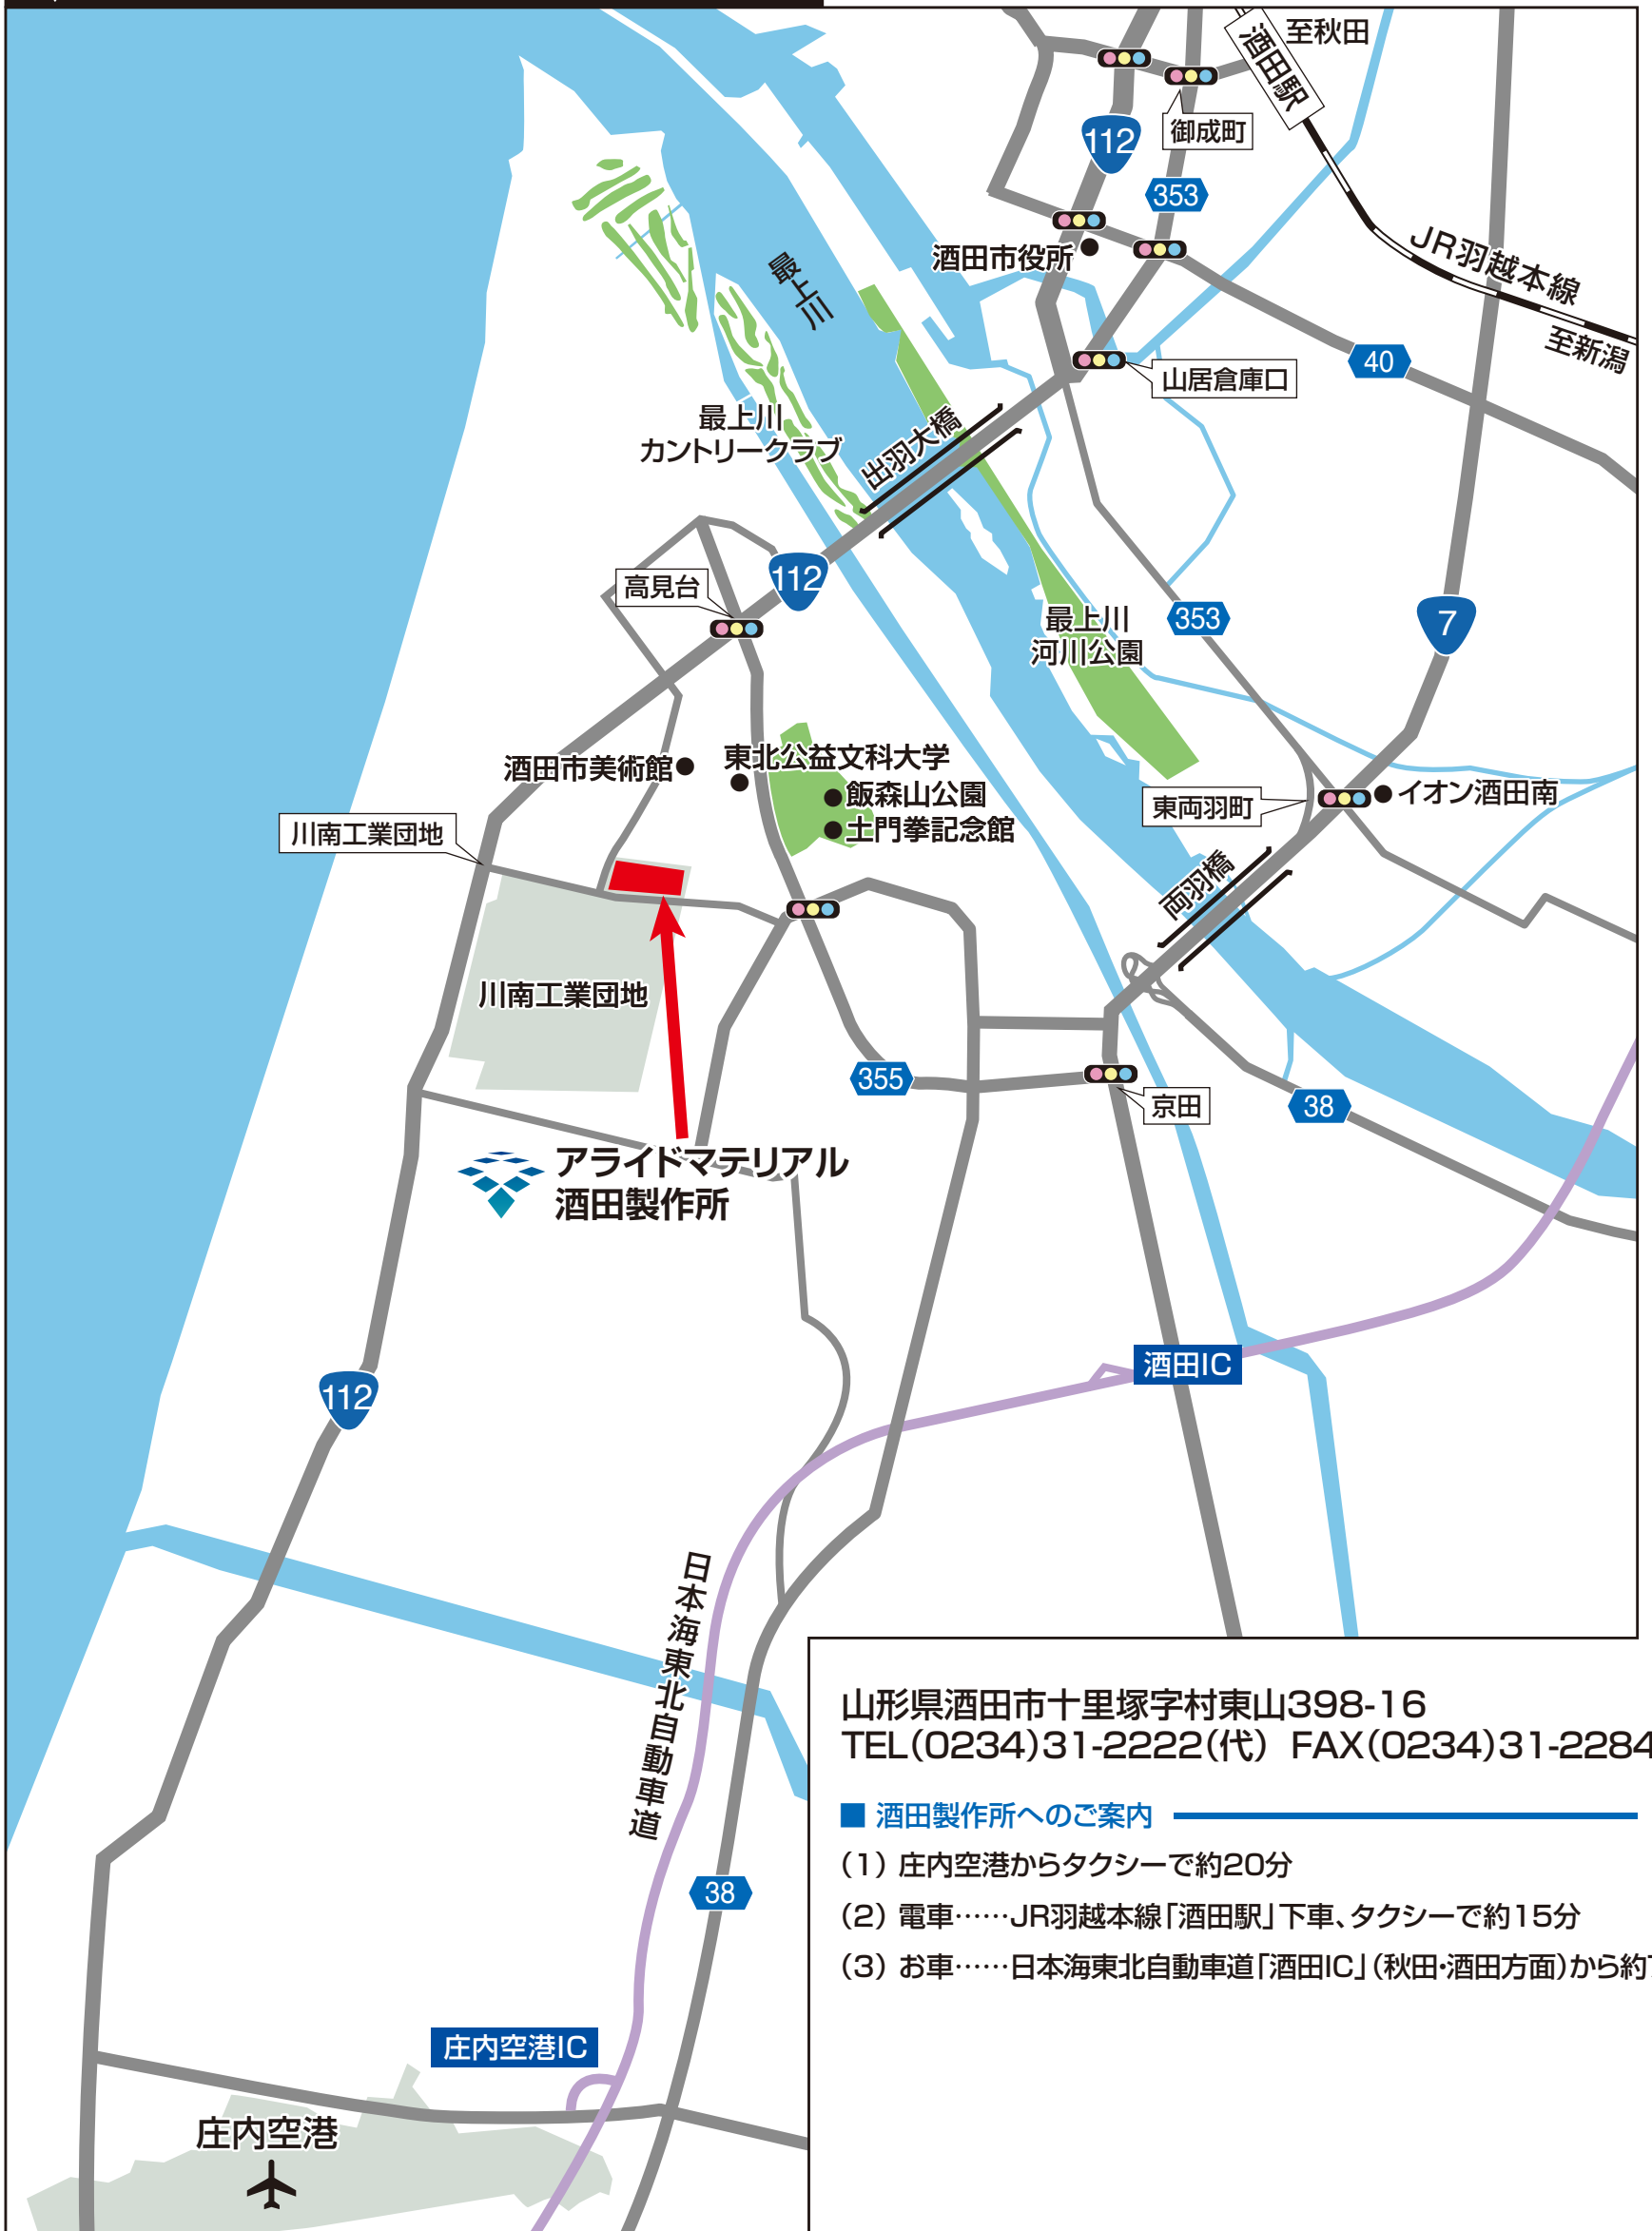 至秋田
酒田駅
御成町
112
353
酒田市役所
JR羽越本線
至新潟
最上川
40
山居倉庫口
最上川
カントリークラブ
出羽大橋
112
高見台
353
7
最上川
河川公園
酒田市美術館
東北公益文科大学
飯森山公園
土門拳記念館
東両羽町
イオン酒田南
川南工業団地
両羽橋
川南工業団地
355
京田
38
アライドマテリアル
酒田製作所
酒田IC
112
日本海東北自動車道
38
庄内空港IC
庄内空港
山形県酒田市十里塚字村東山398-16
TEL(0234)31-2222(代) FAX(0234)31-2284
■ 酒田製作所へのご案内
(1) 庄内空港からタクシーで約20分
(2) 電車……JR羽越本線「酒田駅」下車、タクシーで約15分
(3) お車……日本海東北自動車道「酒田IC」(秋田・酒田方面)から約